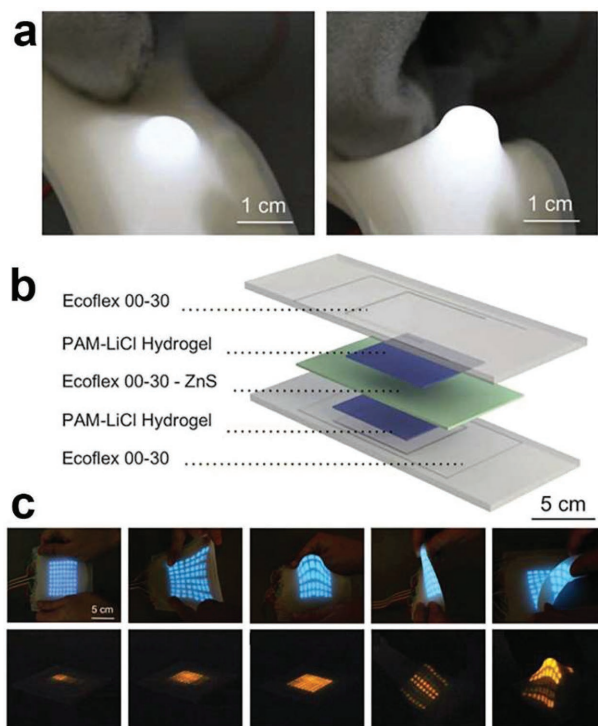 a
1 cm
1 cm
b
Ecoflex 00-30
PAM-LiCl Hydrogel
Ecoflex 00-30 - ZnS
PAM-LiCl Hydrogel
Ecoflex 00-30
5 cm
c
5 cm